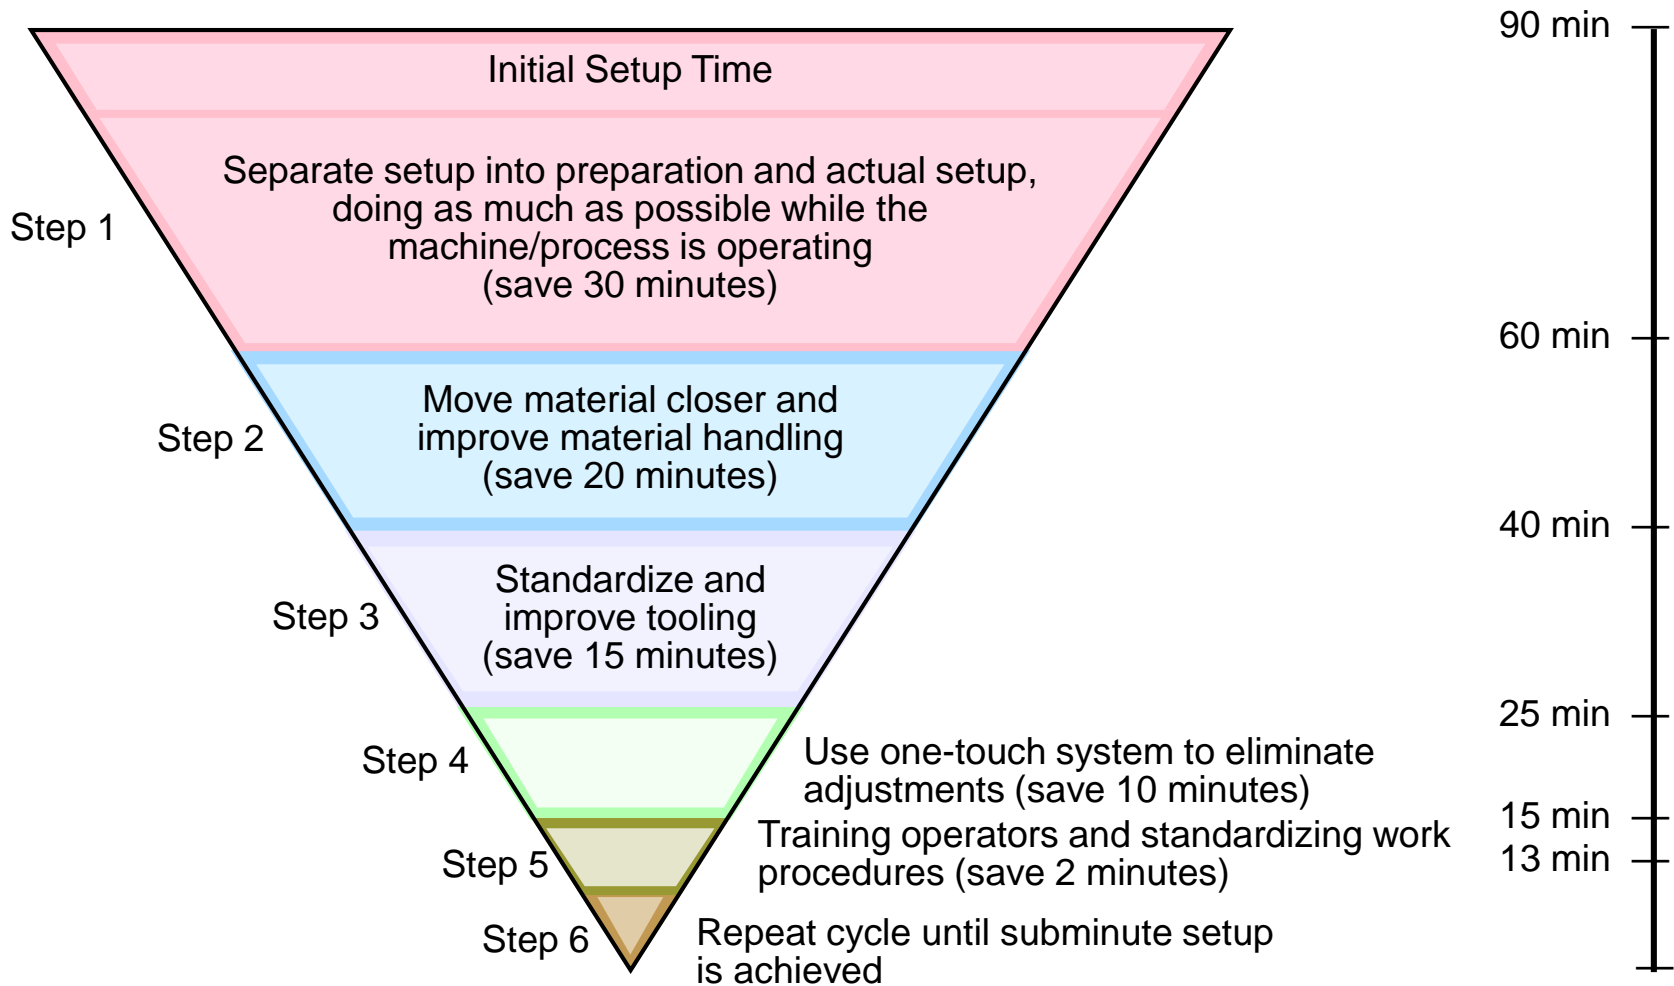 90 min
Initial Setup Time
Separate setup into preparation and actual setup,
doing as much as possible while the
machine/process is operating
(save 30 minutes)
Step 1
60 min
Move material closer and
improve material handling
(save 20 minutes)
Step 2
40 min
Standardize and
improve tooling
(save 15 minutes)
Step 3
25 min
Step 4
Use one-touch system to eliminate
adjustments (save 10 minutes)
15 min
Step 5
Training operators and standardizing work
procedures (save 2 minutes)
13 min
Step 6
Repeat cycle until subminute setup
is achieved